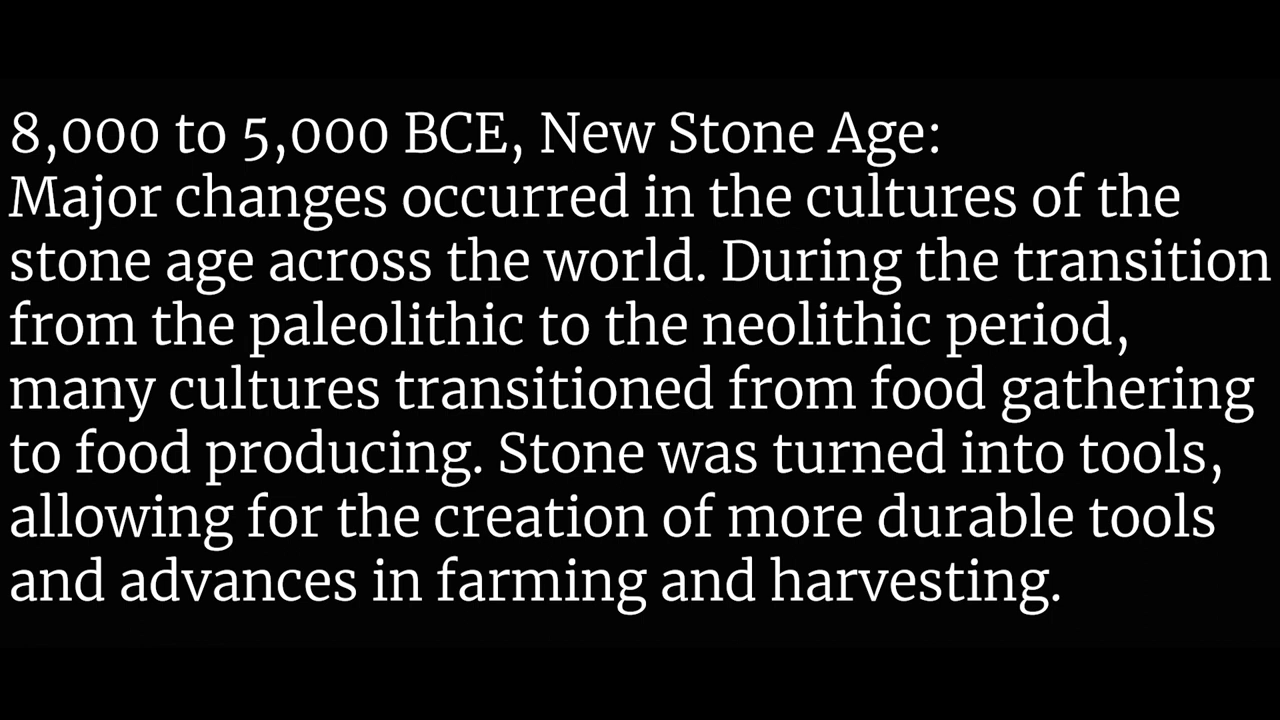 8,000 to 5,000 BCE, New Stone Age:
Major changes occurred in the cultures of the
stone age across the world. During the transition
from the paleolithic to the neolithic period,
many cultures transitioned from food gathering
to food producing. Stone was turned into tools,
allowing for the creation of more durable tools
and advances in farming and harvesting.